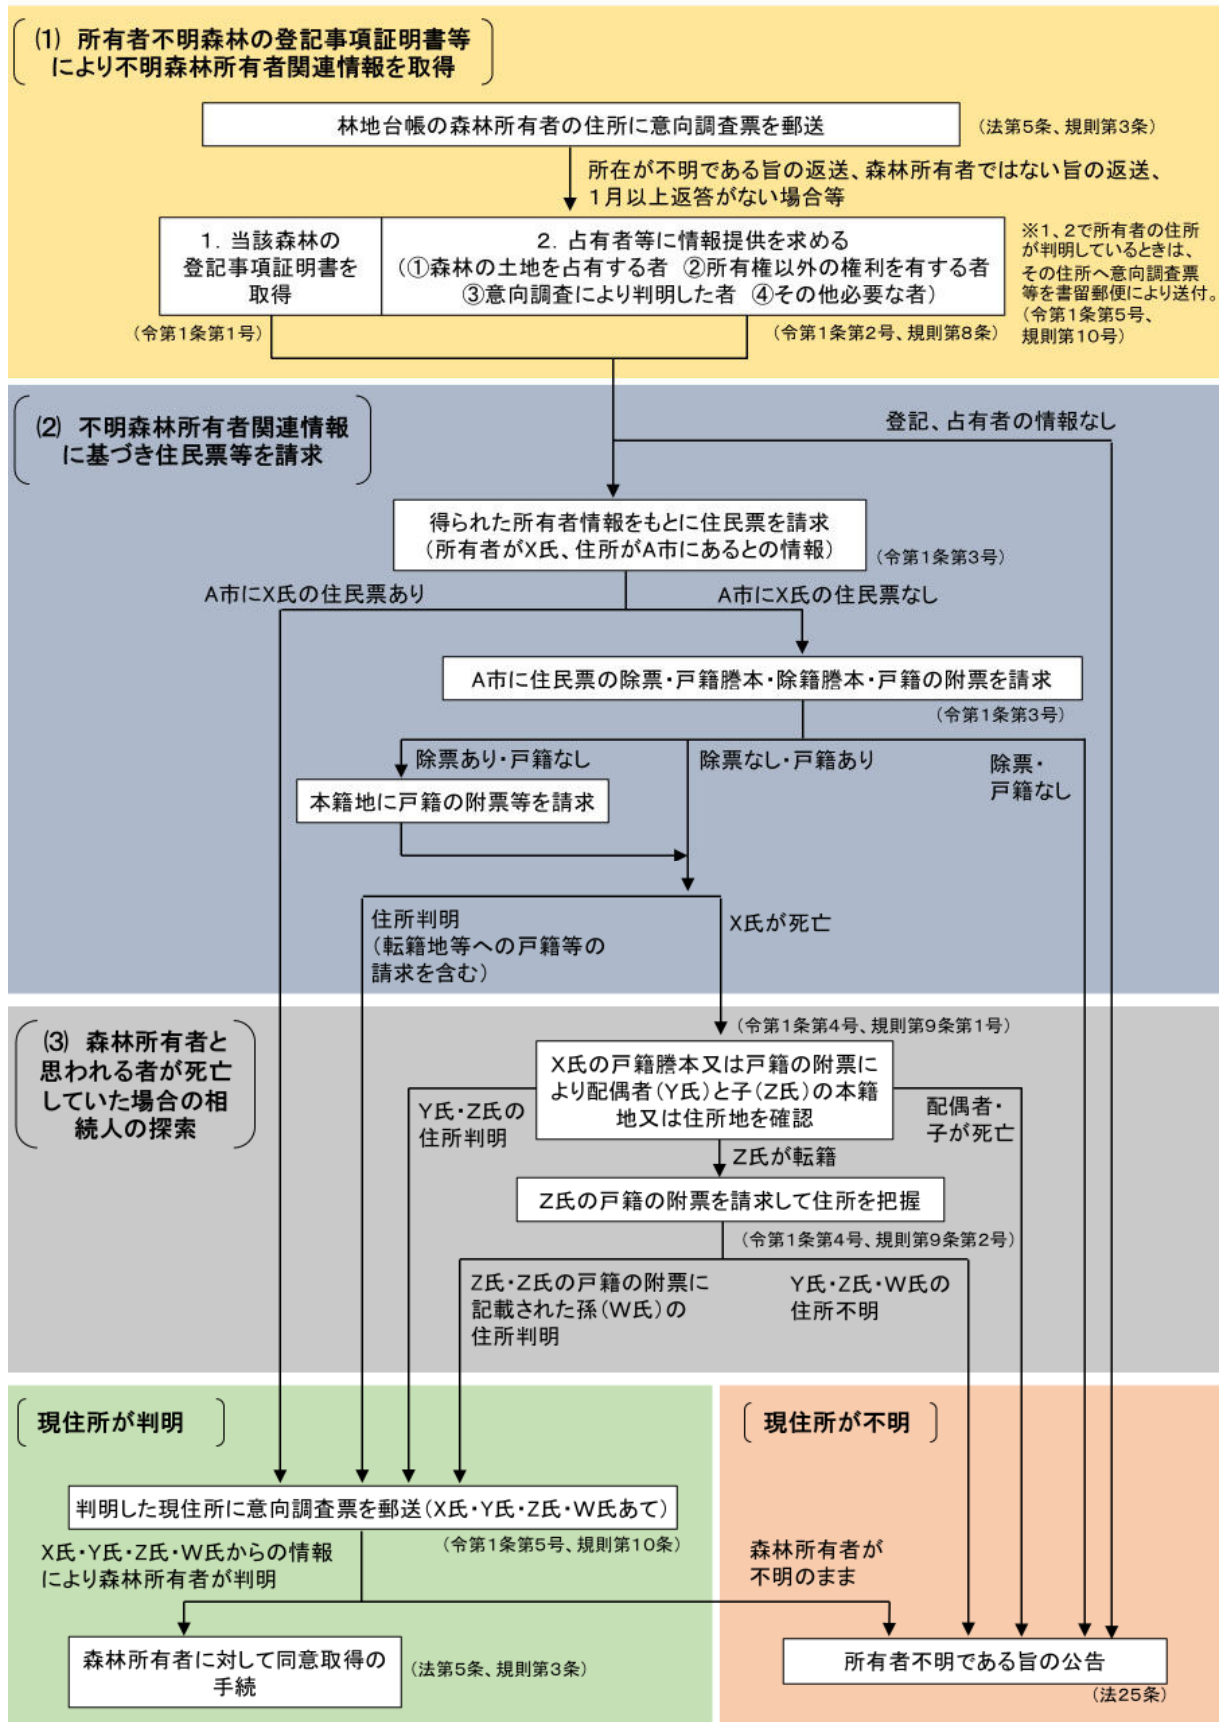 (1) 所有者不明森林の登記事項証明書等
により不明森林所有者関連情報を取得
林地台帳の森林所有者の住所に意向調査票を郵送
(法第5条、規則第3条)
所在が不明である旨の返送、森林所有者ではない旨の返送、
1月以上返答がない場合等
1. 当該森林の
登記事項証明書を
取得
(令第1条第1号)
2. 占有者等に情報提供を求める
(①森林の土地を占有する者 ②所有権以外の権利を有する者
③意向調査により判明した者 ④その他必要な者)
(令第1条第2号、規則第8条)
※1、2で所有者の住所
が判明しているときは、
その住所へ意向調査票
等を書留郵便により送付。
(令第1条第5号、
規則第10号)
(2) 不明森林所有者関連情報
に基づき住民票等を請求
登記、占有者の情報なし
得られた所有者情報をもとに住民票を請求
(所有者がX氏、住所がA市にあるとの情報)
(令第1条第3号)
A市にX氏の住民票あり
A市にX氏の住民票なし
A市に住民票の除票・戸籍謄本・除籍謄本・戸籍の附票を請求
(令第1条第3号)
除票あり・戸籍なし
除票なし・戸籍あり
除票・
戸籍なし
本籍地に戸籍の附票等を請求
住所判明
(転籍地等への戸籍等の
請求を含む)
X氏が死亡
(3) 森林所有者と
思われる者が死亡
していた場合の相
続人の探索
(令第1条第4号、規則第9条第1号)
X氏の戸籍謄本又は戸籍の附票に
より配偶者(Y氏)と子(Z氏)の本籍
地又は住所地を確認
Y氏・Z氏の
住所判明
配偶者・
子が死亡
Z氏が転籍
Z氏の戸籍の附票を請求して住所を把握
(令第1条第4号、規則第9条第2号)
Z氏・Z氏の戸籍の附票に
記載された孫(W氏)の
住所判明
Y氏・Z氏・W氏の
住所不明
現住所が判明
現住所が不明
判明した現住所に意向調査票を郵送(X氏・Y氏・Z氏・W氏あて)
(令第1条第5号、規則第10条)
X氏・Y氏・Z氏・W氏からの情報
により森林所有者が判明
森林所有者が
不明のまま
森林所有者に対して同意取得の
手続
(法第5条、規則第3条)
所有者不明である旨の公告
(法25条)